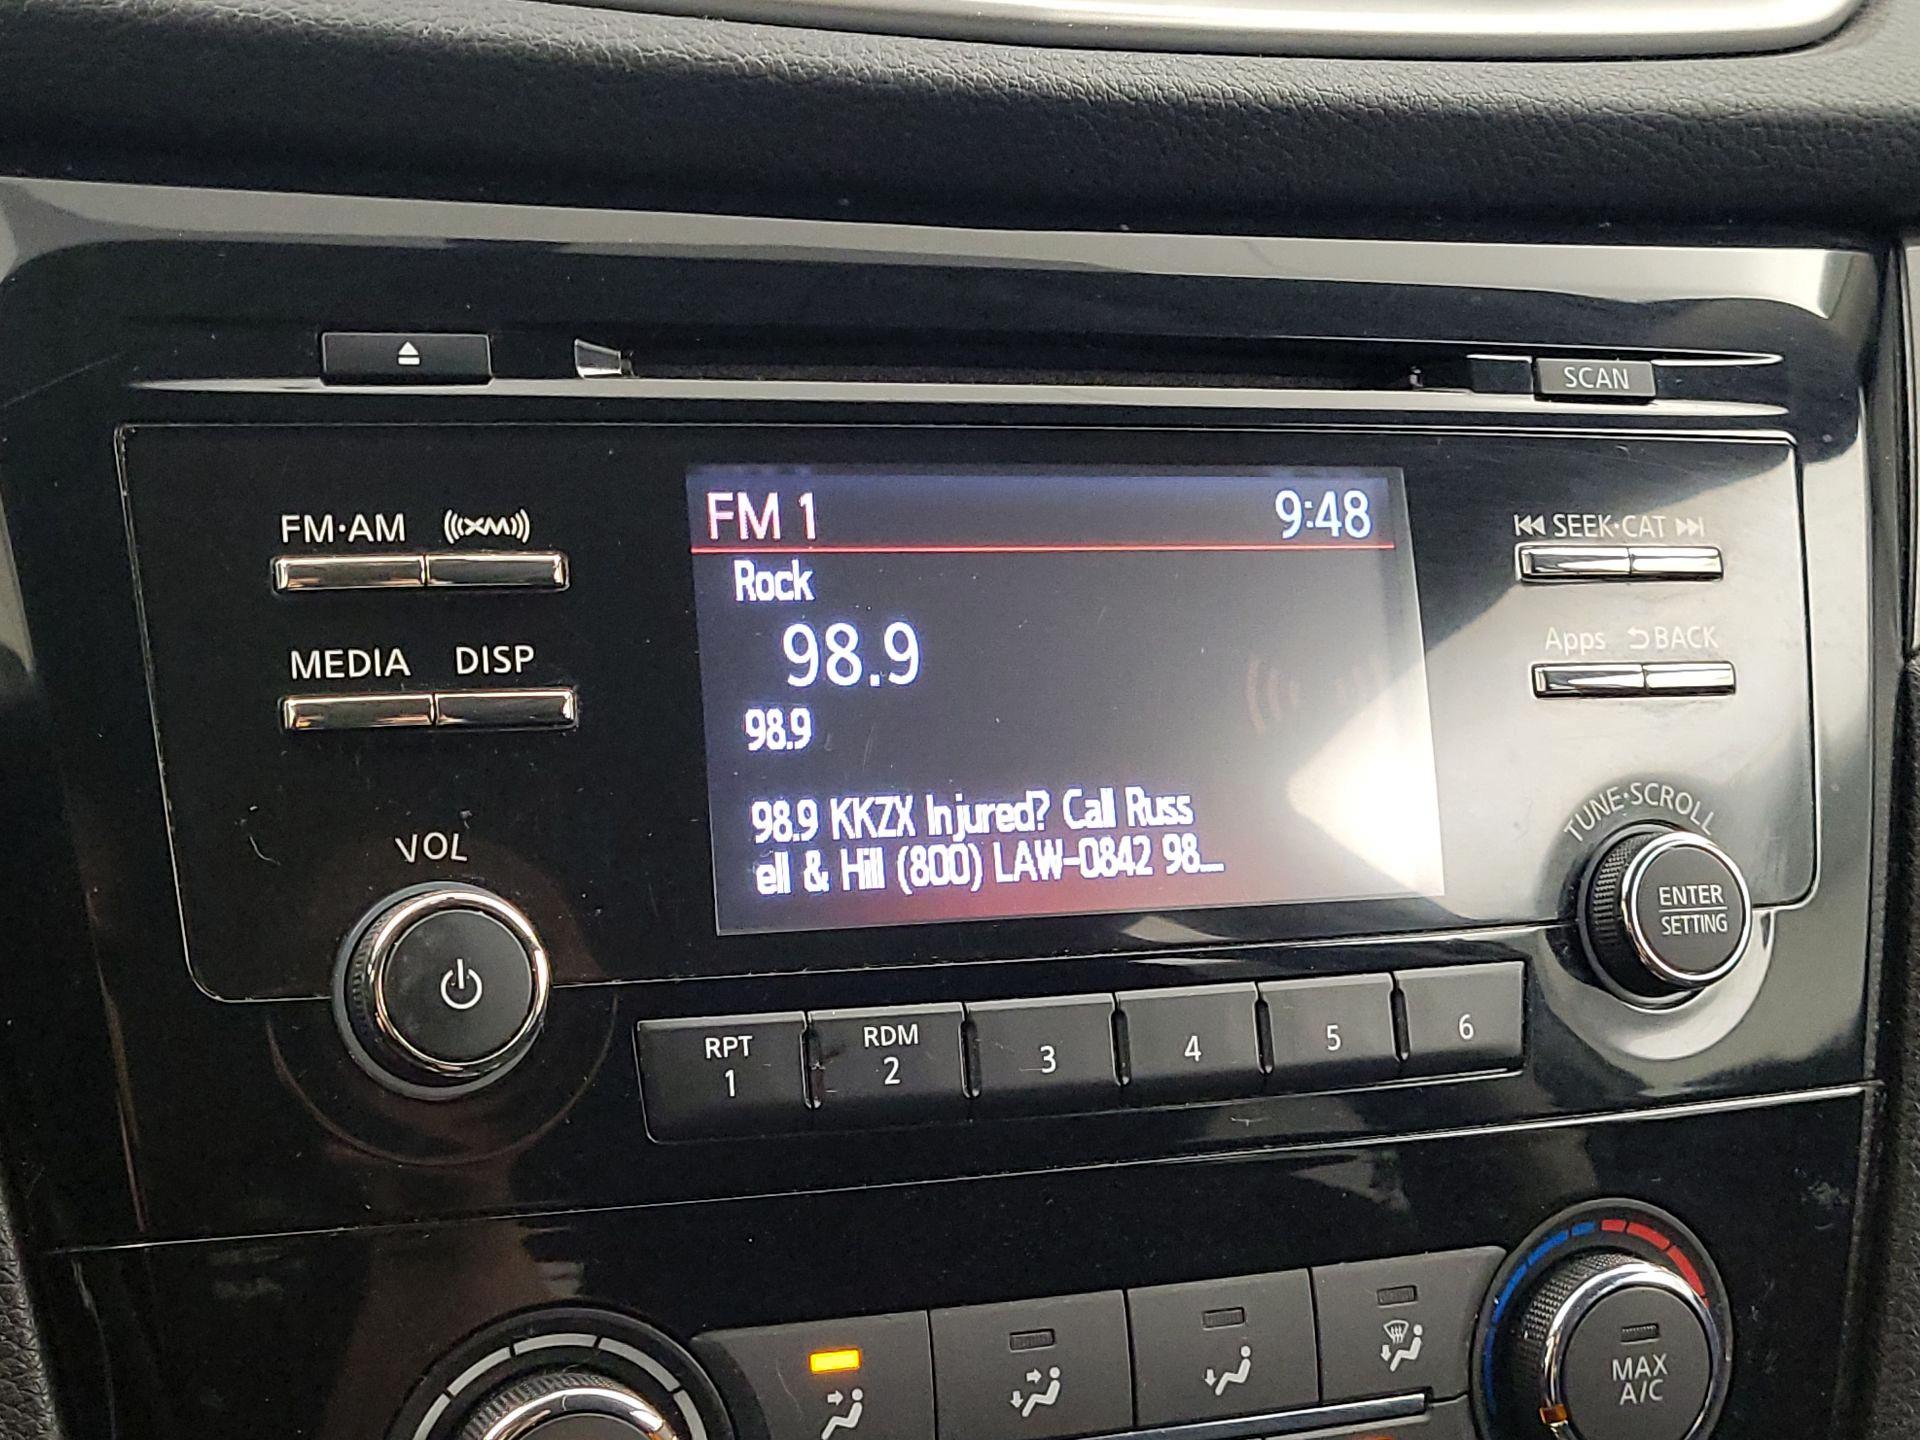 SCAN
FM·AM
XM
FM 1
9:48
SEEK·CAT
Rock
98.9
Apps
BACK
MEDIA
DISP
98.9
98.9 KKZX Injured? Call Russ
ell & Hill (800) LAW-0842 98...
VOL
TUNE·SCROLL
ENTER
SETTING
RPT
1
RDM
2
3
4
5
6
MAX
A/C